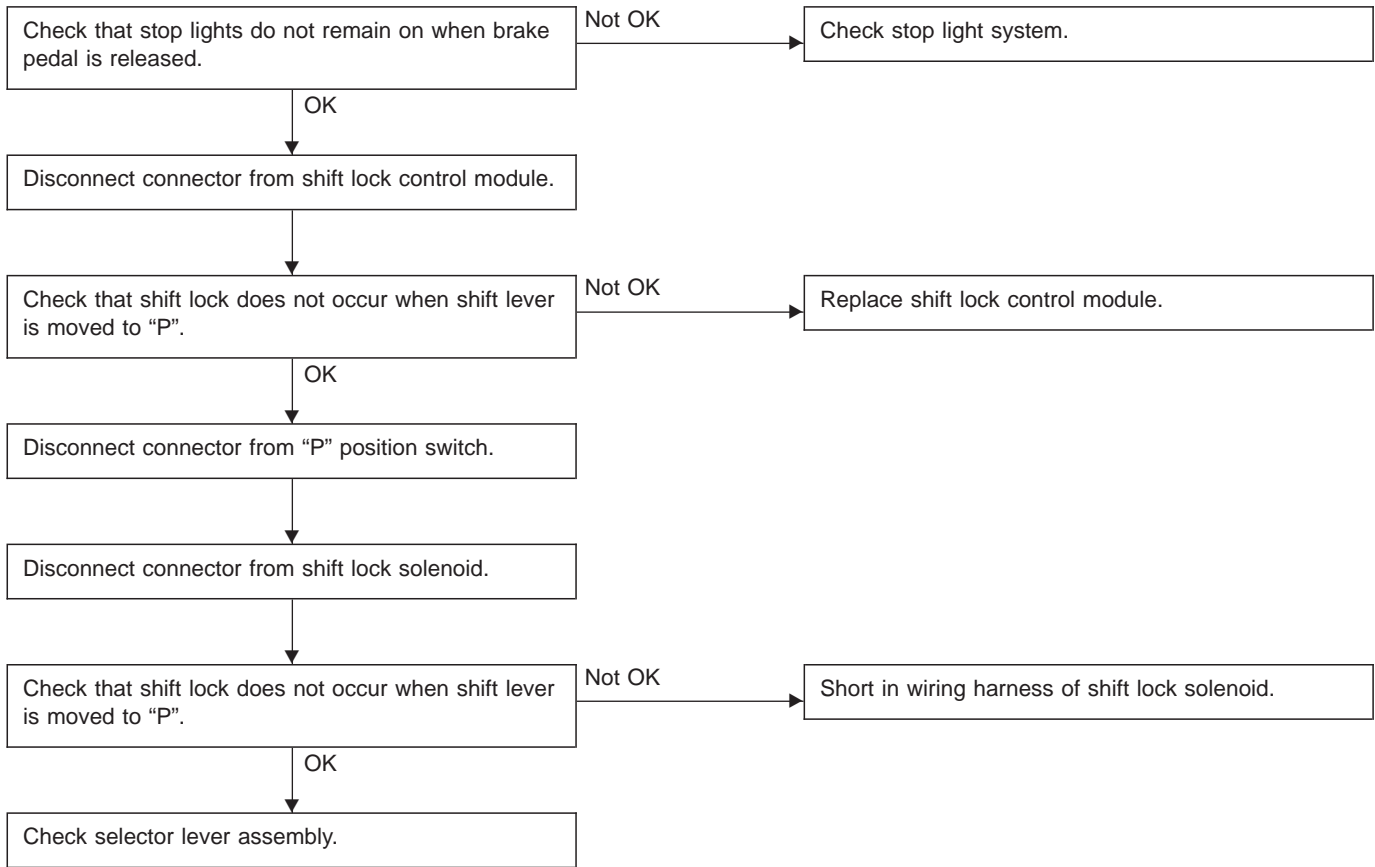 Check that stop lights do not remain on when brake
pedal is released.
Not OK
Check stop light system.
OK
Disconnect connector from shift lock control module.
Check that shift lock does not occur when shift lever
is moved to “P”.
Not OK
Replace shift lock control module.
OK
Disconnect connector from “P” position switch.
Disconnect connector from shift lock solenoid.
Check that shift lock does not occur when shift lever
is moved to “P”.
Not OK
Short in wiring harness of shift lock solenoid.
OK
Check selector lever assembly.